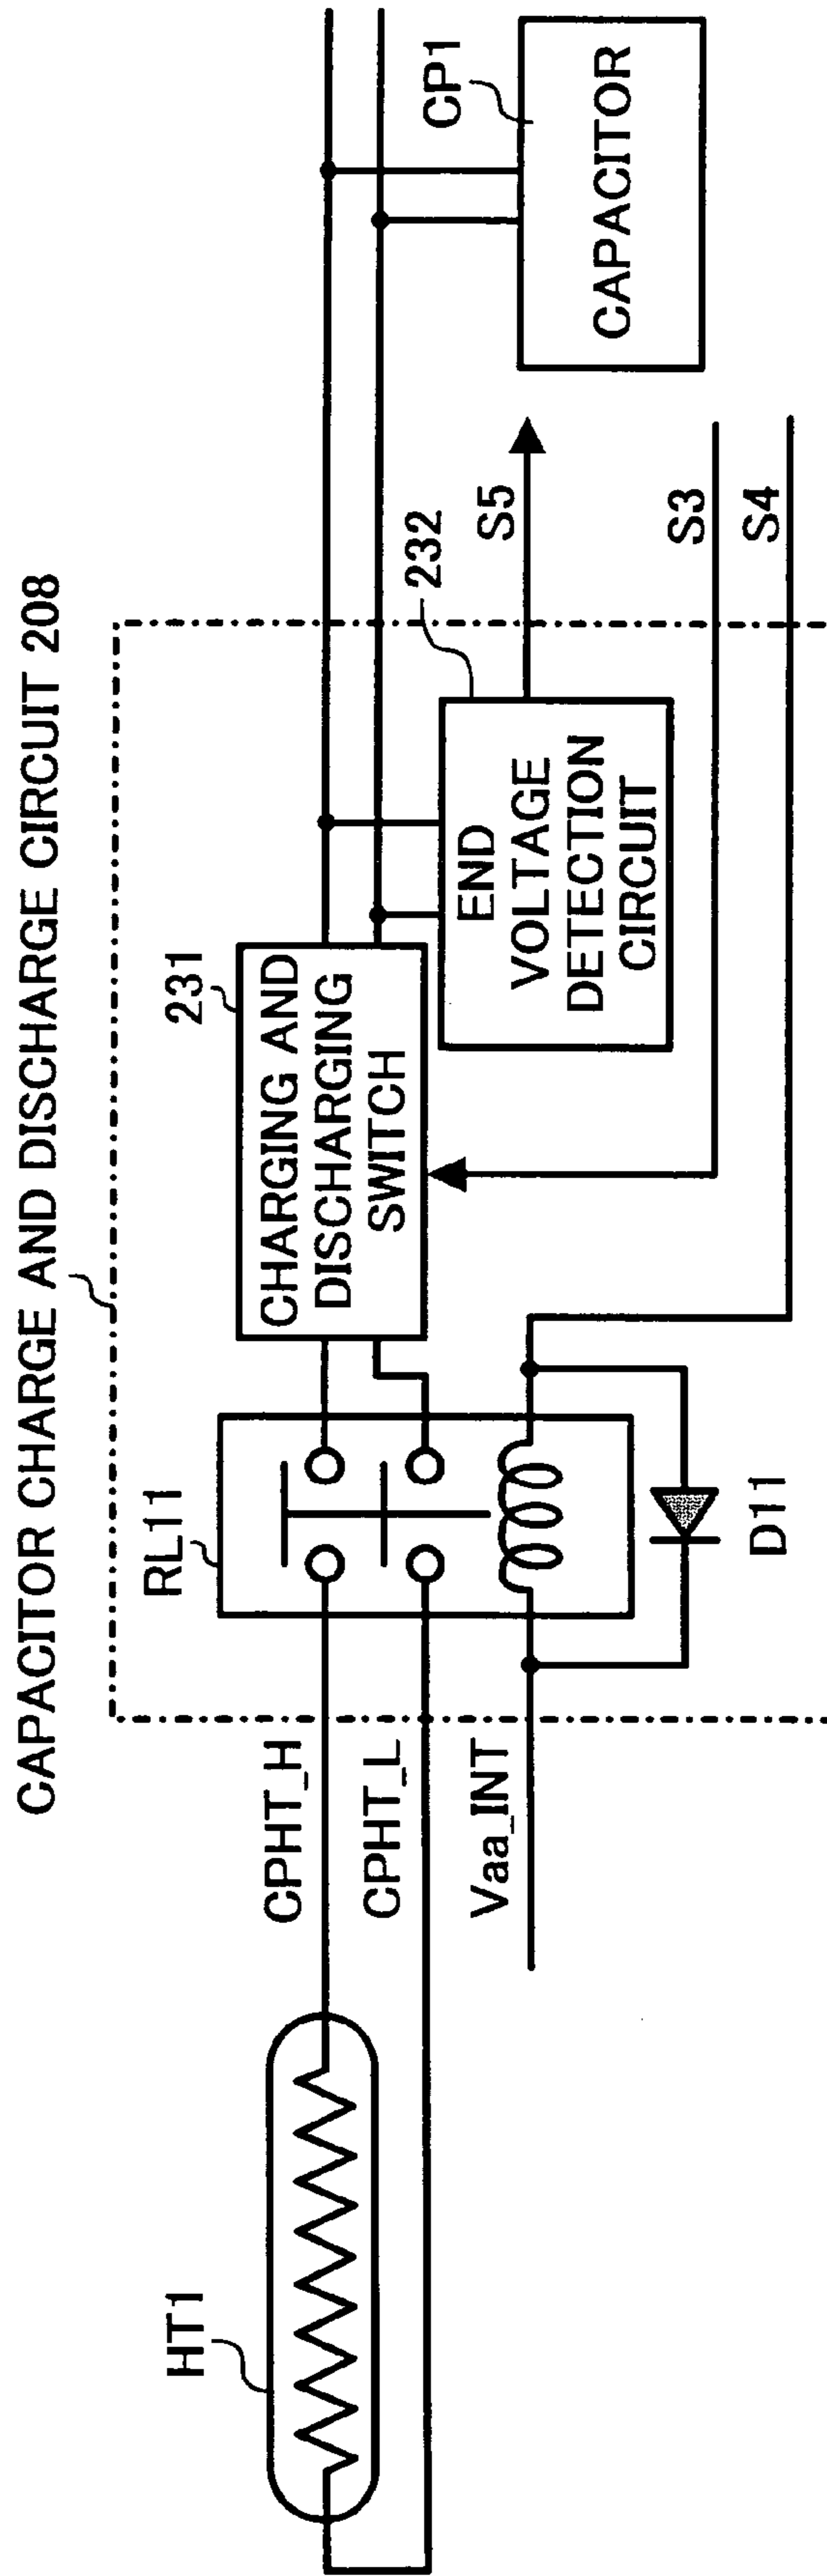 CAPACITOR CHARGE AND DISCHARGE CIRCUIT 208
HT1
CPHT_H
CPHT_L
Vaa_INT
RL11
D11
231
CHARGING AND
DISCHARGING
SWITCH
232
END
VOLTAGE
DETECTION
CIRCUIT
S5
S3
S4
CP1
CAPACITOR